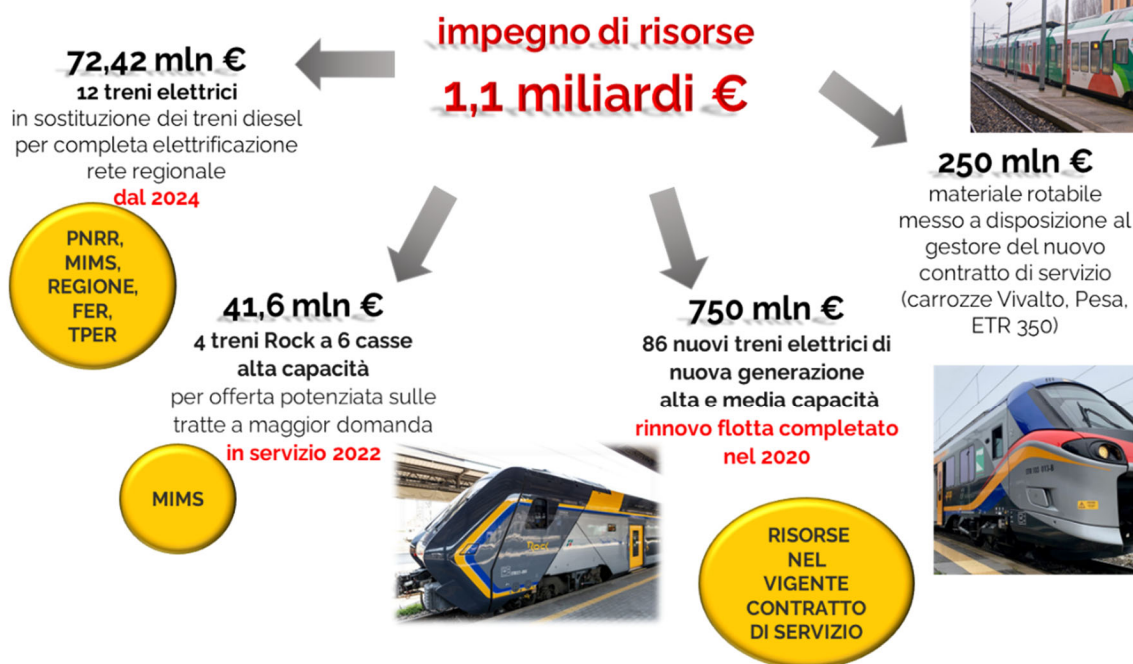 impegno di risorse
1,1 miliardi €
72,42 mln €
12 treni elettrici
in sostituzione dei treni diesel
per completa elettrificazione
rete regionale
dal 2024
PNRR,
MIMS,
REGIONE,
FER,
TPER
41,6 mln €
4 treni Rock a 6 casse
alta capacità
per offerta potenziata sulle
tratte a maggior domanda
in servizio 2022
MIMS
Rock
750 mln €
86 nuovi treni elettrici di
nuova generazione
alta e media capacità
rinnovo flotta completato
nel 2020
RISORSE
NEL
VIGENTE
CONTRATTO
DI SERVIZIO
250 mln €
materiale rotabile
messo a disposizione al
gestore del nuovo
contratto di servizio
(carrozze Vivalto, Pesa,
ETR 350)